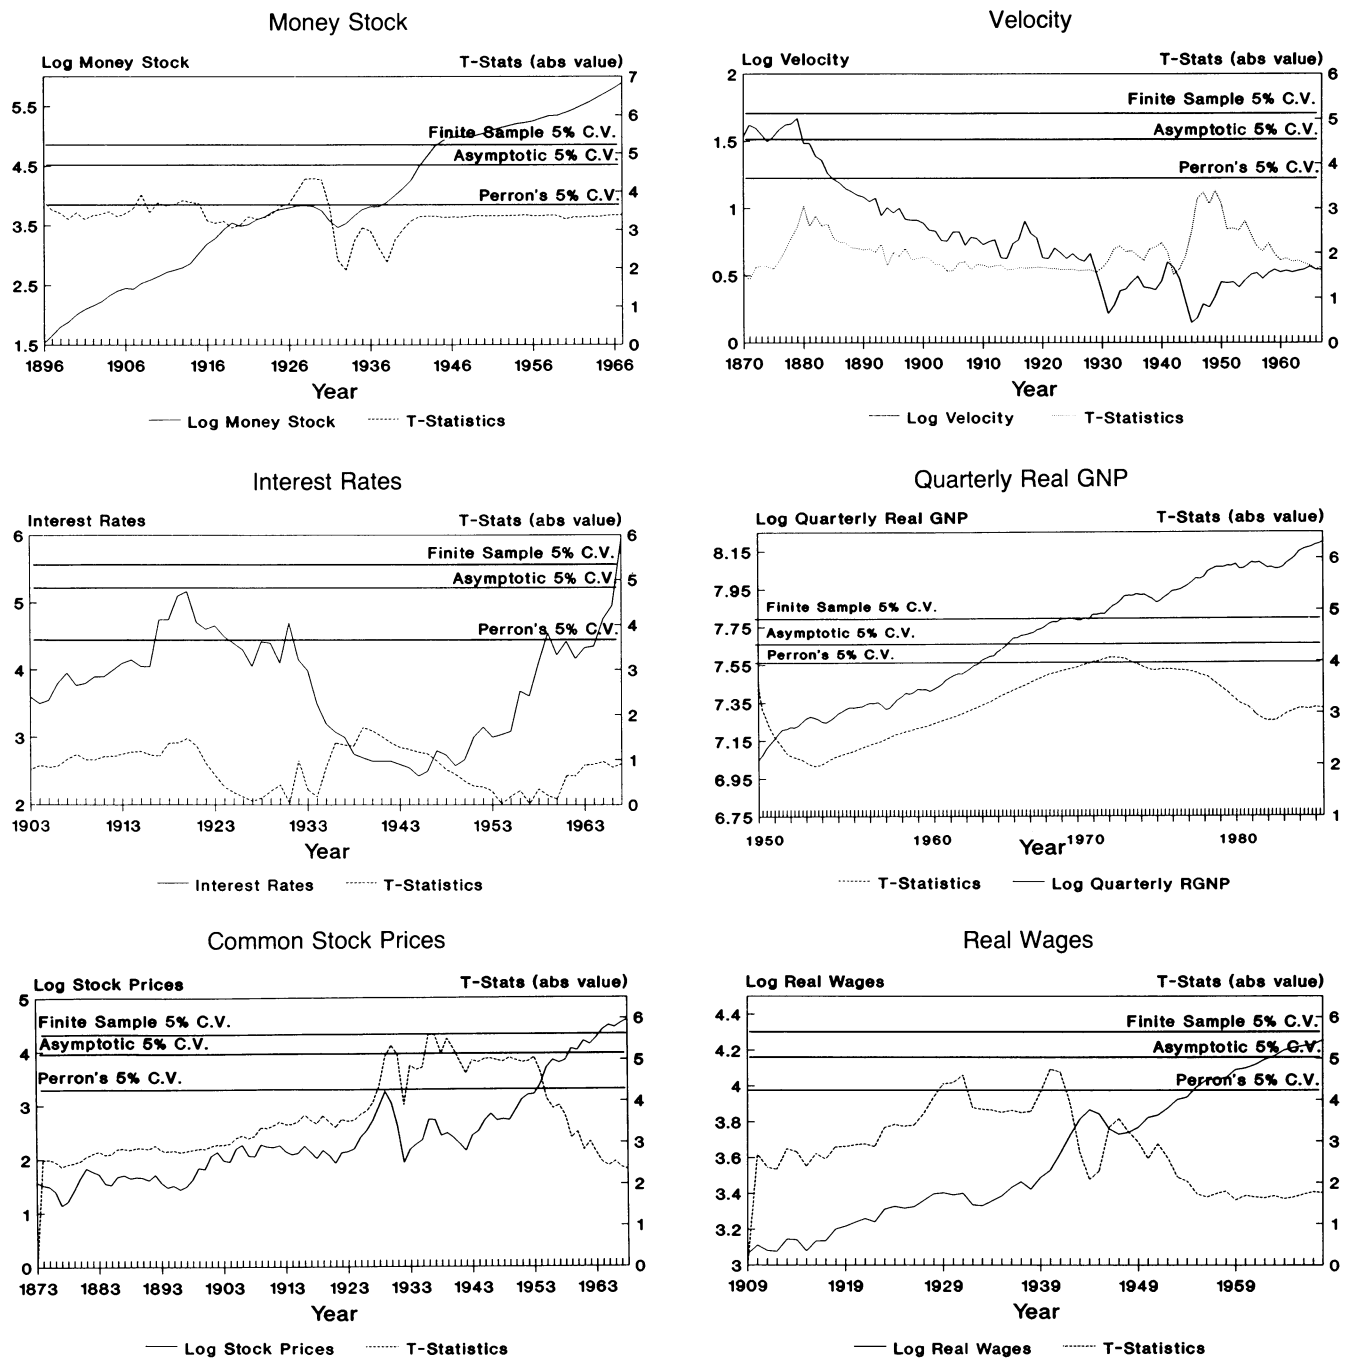 Money Stock
Log Money Stock T-Stats (abs value)
7
5.5 6
Finite Sample 5% C.V.
5
Asymptotic 5% C.V.
4.5
4
Perron's 5% C.V.
3.5 3
2
2.5
1
1.5 0
1896 1906 1916 1926 1936 1946 1956 1966
Year
Log Money Stock T-Statistics
Velocity
Log Velocity T-Stats (abs value)
2 6
Finite Sample 5% C.V.
5
Asymptotic 5% C.V.
1.5
4
Perron's 5% C.V.
1 3
2
0.5
1
0 0
1870 1880 1890 1900 1910 1920 1930 1940 1950 1960
Year
Log Velocity T-Statistics
Interest Rates
Interest Rates T-Stats (abs value)
6 6
Finite Sample 5% C.V.
5
Asymptotic 5% C.V.
5
4
Perron's 5% C.V.
4
3
2
3
1
2 0
1903 1913 1923 1933 1943 1953 1963
Year
Interest Rates T-Statistics
Quarterly Real GNP
Log Quarterly Real GNP T-Stats (abs value)
8.15 6
7.95
Finite Sample 5% C.V. 5
7.75
Asymptotic 5% C.V.
Perron's 5% C.V. 4
7.55
7.35
3
7.15
2
6.95
6.75 1
1950 1960 1970 1980
Year
T-Statistics Log Quarterly RGNP
Common Stock Prices
Log Stock Prices T-Stats (abs value)
5
Finite Sample 5% C.V. 6
Asymptotic 5% C.V.
4 5
Perron's 5% C.V.
4
3
3
2
2
1 1
0 0
1873 1883 1893 1903 1913 1923 1933 1943 1953 1963
Year
Log Stock Prices T-Statistics
Real Wages
Log Real Wages T-Stats (abs value)
4.4 6
Finite Sample 5% C.V.
4.2 5
Asymptotic 5% C.V.
4 Perron's 5% C.V.
4
3.8
3
3.6
2
3.4
3.2 1
3 0
1909 1919 1929 1939 1949 1959
Year
Log Real Wages T-Statistics